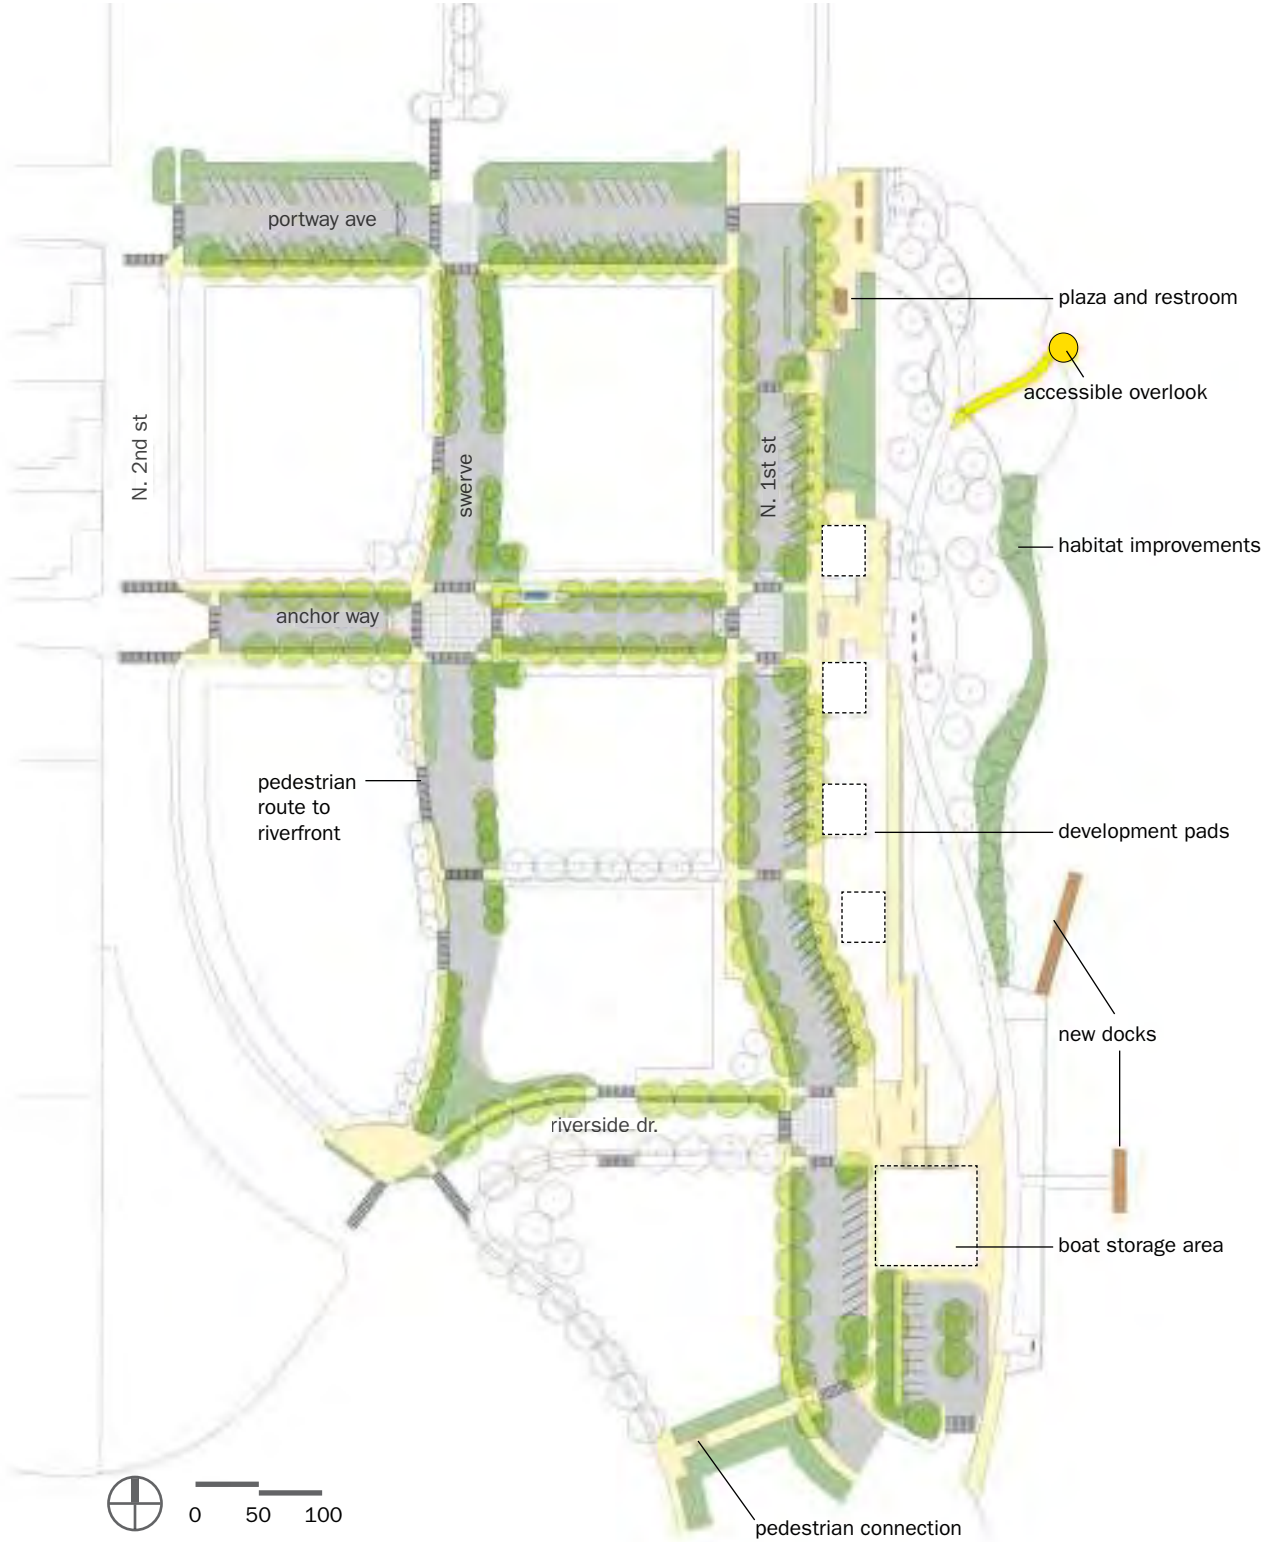 portway ave
plaza and restroom
accessible overlook
N. 2nd st
swerve
N. 1st st
habitat improvements
anchor way
pedestrian
route to
riverfront
development pads
new docks
riverside dr.
boat storage area
0 50 100
pedestrian connection